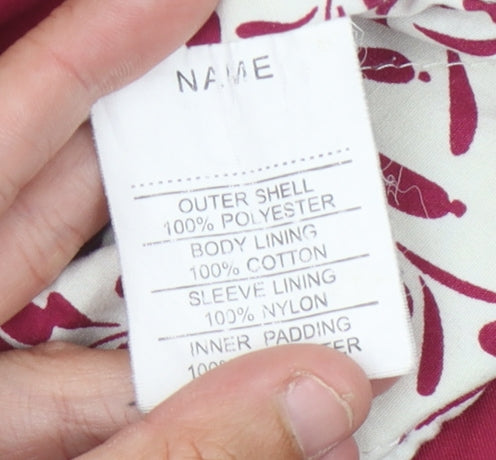 NAME
OUTER SHELL
100% POLYESTER
BODY LINING
100% COTTON
SLEEVE LINING
100% NYLON
INNER PADDING